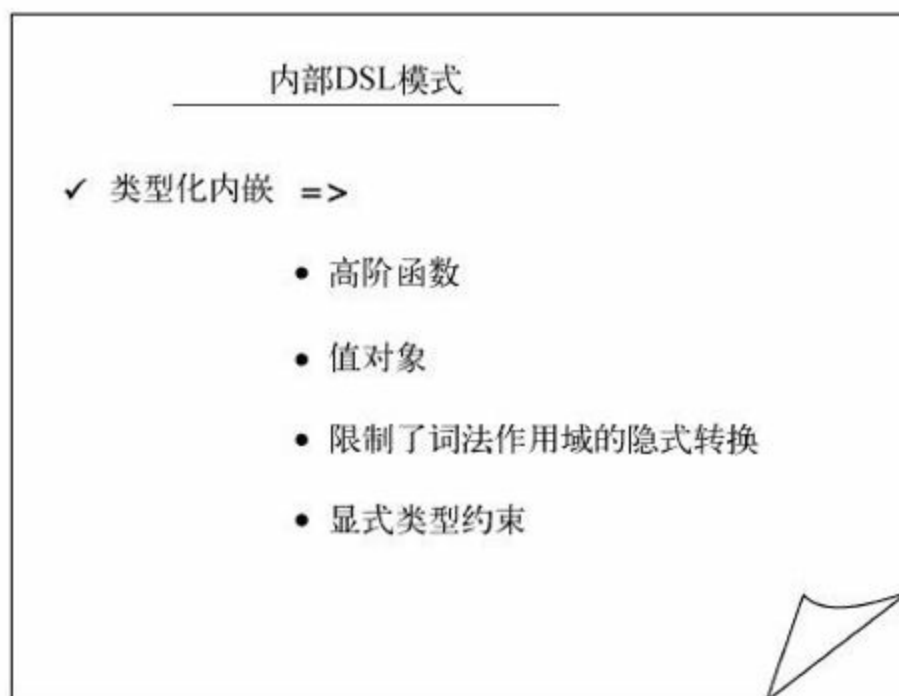 内部DSL模式
✓ 类型化内嵌 =>
• 高阶函数
• 值对象
• 限制了词法作用域的隐式转换
• 显式类型约束